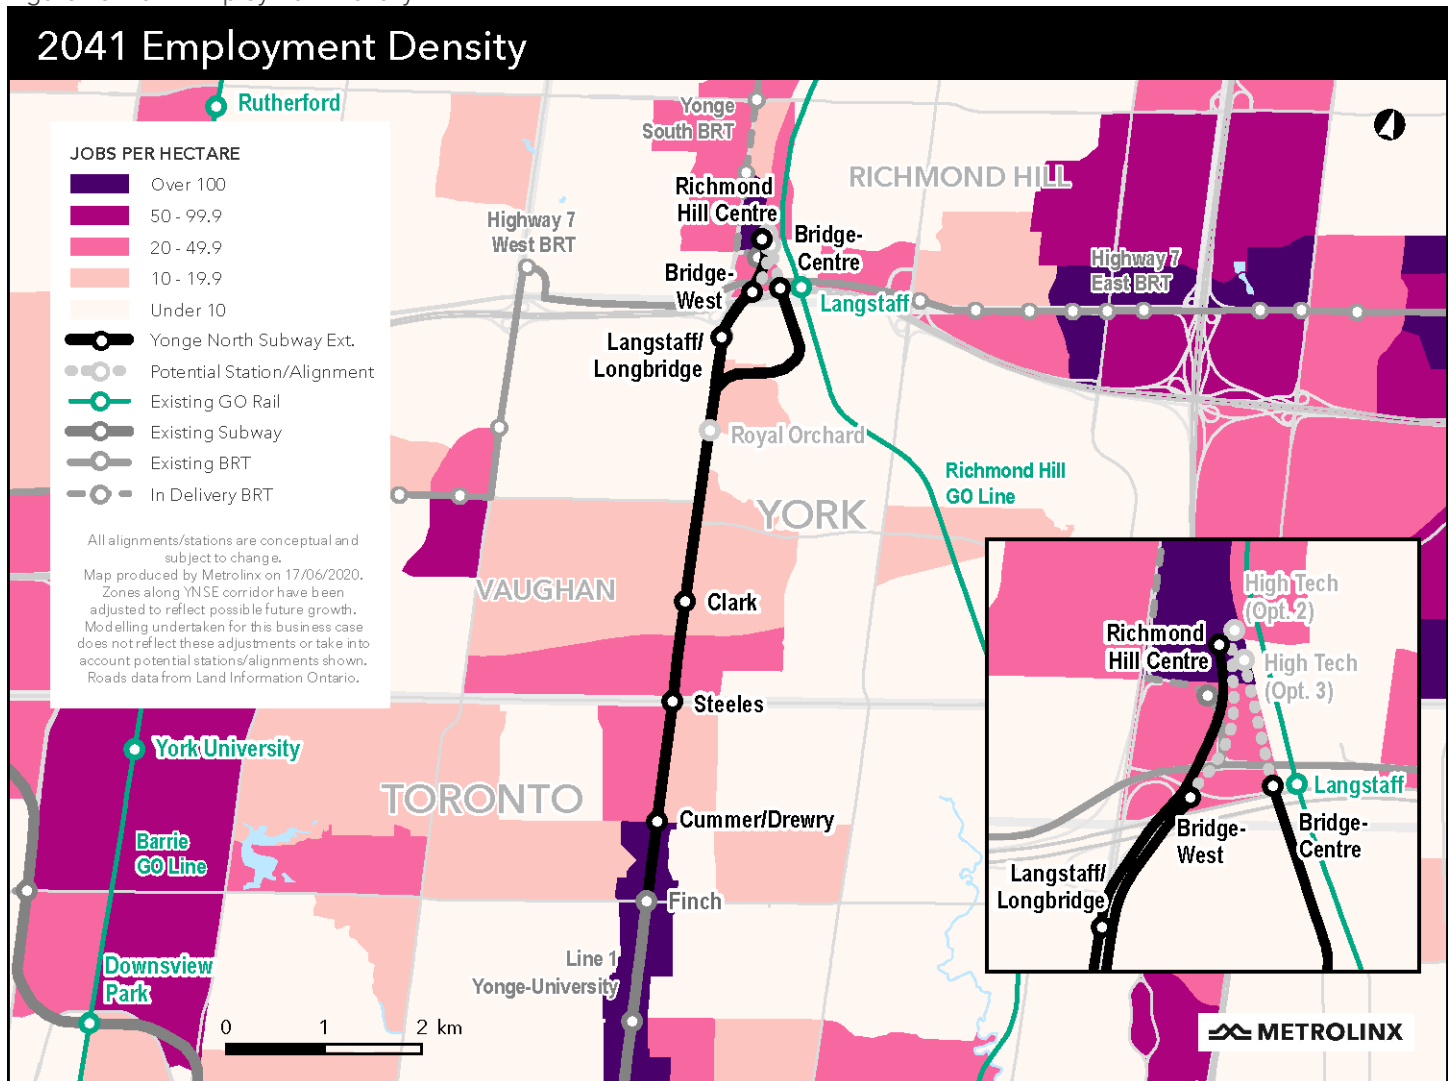 2041 Employment Density
Rutherford
JOBS PER HECTARE
Over 100
50 - 99.9
20 - 49.9
10 - 19.9
Under 10
Yonge North Subway Ext.
Potential Station/Alignment
Existing GO Rail
Existing Subway
Existing BRT
In Delivery BRT
All alignments/stations are conceptual and
subject to change.
Map produced by Metrolinx on 17/06/2020.
Zones along YNSE corridor have been
adjusted to reflect possible future growth.
Modelling undertaken for this business case
does not reflect these adjustments or take into
account potential stations/alignments shown.
Roads data from Land Information Ontario.
Yonge
South BRT
RICHMOND HILL
Richmond
Hill Centre
Highway 7
West BRT
Bridge-
Centre
Bridge-
West
Highway 7
East BRT
Langstaff
Langstaff/
Longbridge
Royal Orchard
Richmond Hill
GO Line
YORK
VAUGHAN
Clark
Steeles
York University
TORONTO
Cummer/Drewry
Barrie
GO Line
Finch
Line 1
Yonge-University
Downsview
Park
0 1 2 km
High Tech
(Opt. 2)
Richmond
Hill Centre
High Tech
(Opt. 3)
Langstaff
Bridge-
West
Bridge-
Centre
Langstaff/
Longbridge
METROLINX